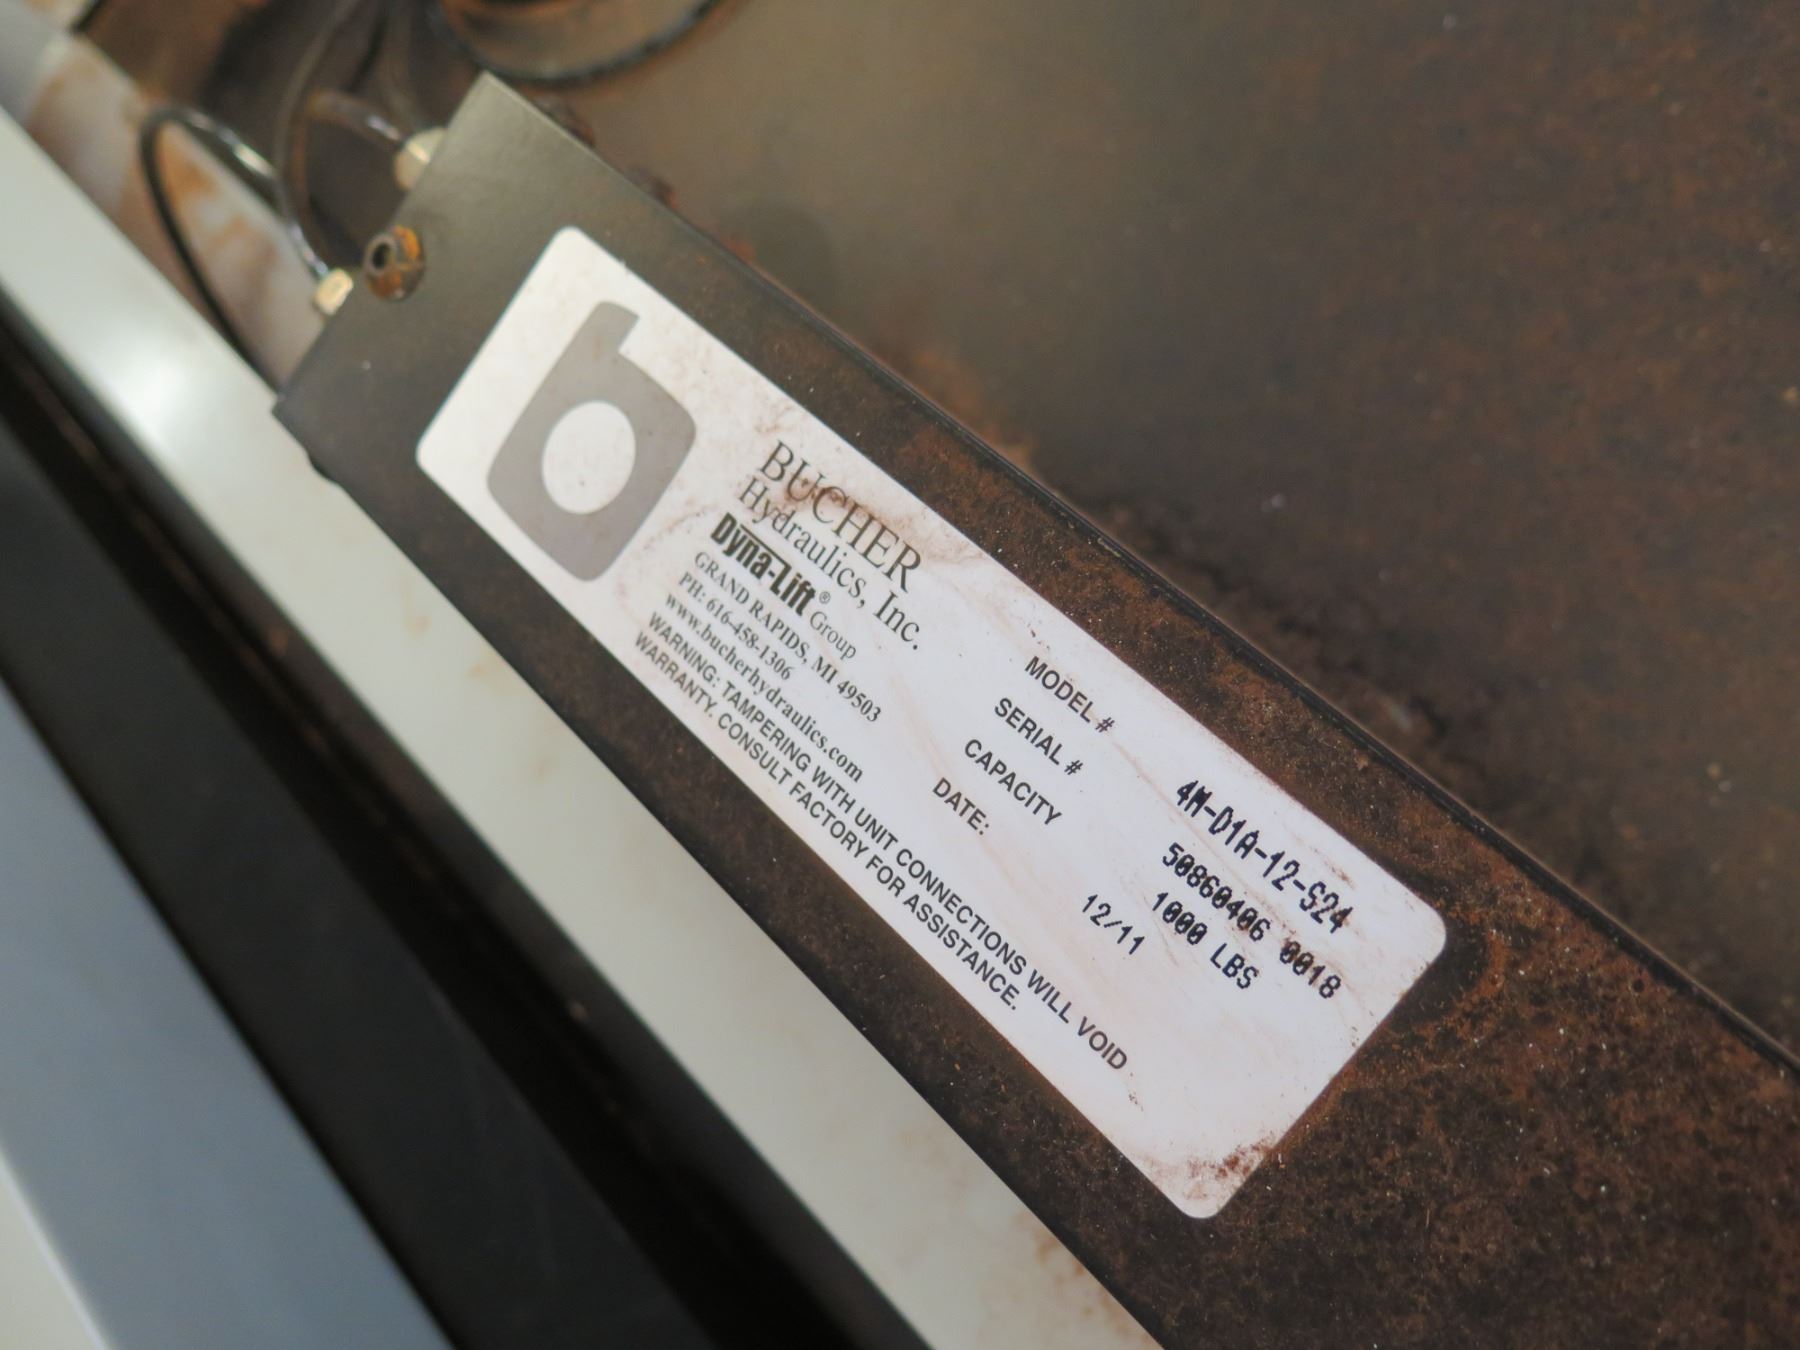 BUCHER
Hydraulics, Inc.
Dyna-Lift® Group
GRAND RAPIDS, MI 49503
PH: 616-458-1306
www.bucherhydraulics.com
WARNING: TAMPERING WITH UNIT CONNECTIONS WILL VOID
WARRANTY. CONSULT FACTORY FOR ASSISTANCE.
MODEL # 4M-D1A-12-S24
SERIAL # 50860406 0018
CAPACITY 1000 LBS
DATE: 12/11